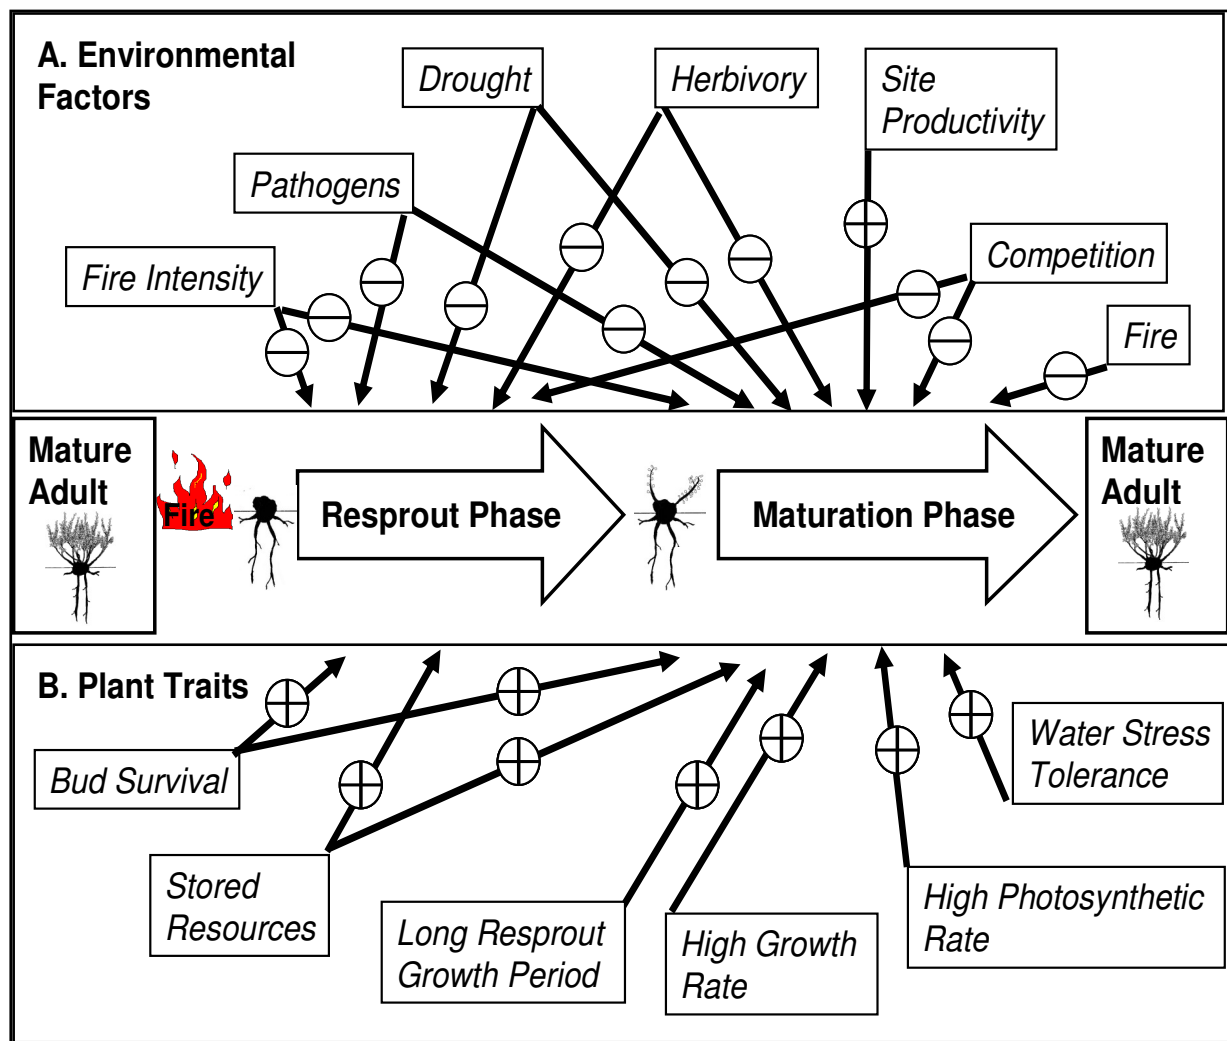 A. Environmental
Factors
Drought
Herbivory
Site
Productivity
Pathogens
Fire Intensity
Competition
Fire
Mature
Adult
Fire
Resprout Phase
Maturation Phase
Mature
Adult
B. Plant Traits
Bud Survival
Stored
Resources
Long Resprout
Growth Period
High Growth
Rate
High Photosynthetic
Rate
Water Stress
Tolerance